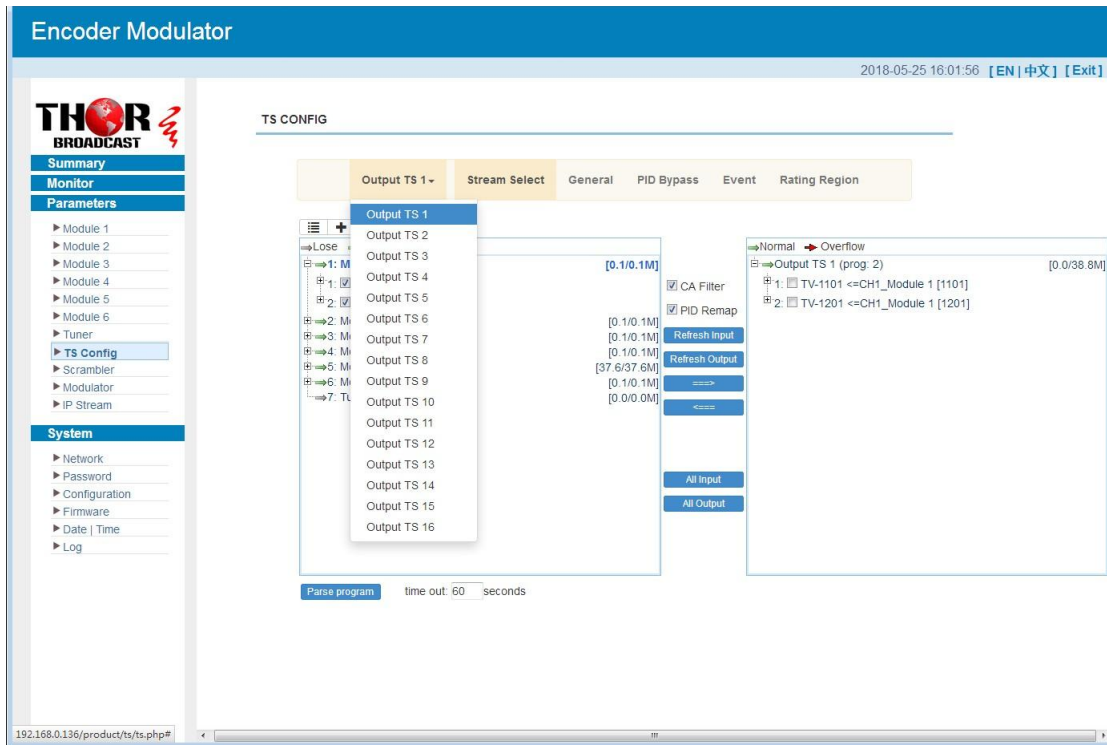 Encoder Modulator
2018-05-25 16:01:56 [ EN | 中文 ] [ Exit ]
THOR
BROADCAST
Summary
Monitor
Parameters
Module 1
Module 2
Module 3
Module 4
Module 5
Module 6
Tuner
TS Config
Scrambler
Modulator
IP Stream
System
Network
Password
Configuration
Firmware
Date | Time
Log
TS CONFIG
Output TS 1 Stream Select General PID Bypass Event Rating Region
Output TS 1
Output TS 2
Output TS 3
Output TS 4
Output TS 5
Output TS 6
Output TS 7
Output TS 8
Output TS 9
Output TS 10
Output TS 11
Output TS 12
Output TS 13
Output TS 14
Output TS 15
Output TS 16
Lose
1: M [0.1/0.1M]
1:
2:
2: Mo [0.1/0.1M]
3: Mo [0.1/0.1M]
4: Mo [0.1/0.1M]
5: Mo [37.6/37.6M]
6: Mo [0.1/0.1M]
7: Tu [0.0/0.0M]
CA Filter
PID Remap
Refresh Input
Refresh Output
===>
<===
All Input
All Output
Normal Overflow
Output TS 1 (prog: 2) [0.0/38.8M]
1: TV-1101 <=CH1_Module 1 [1101]
2: TV-1201 <=CH1_Module 1 [1201]
Parse program time out: 60 seconds
192.168.0.136/product/ts/ts.php#